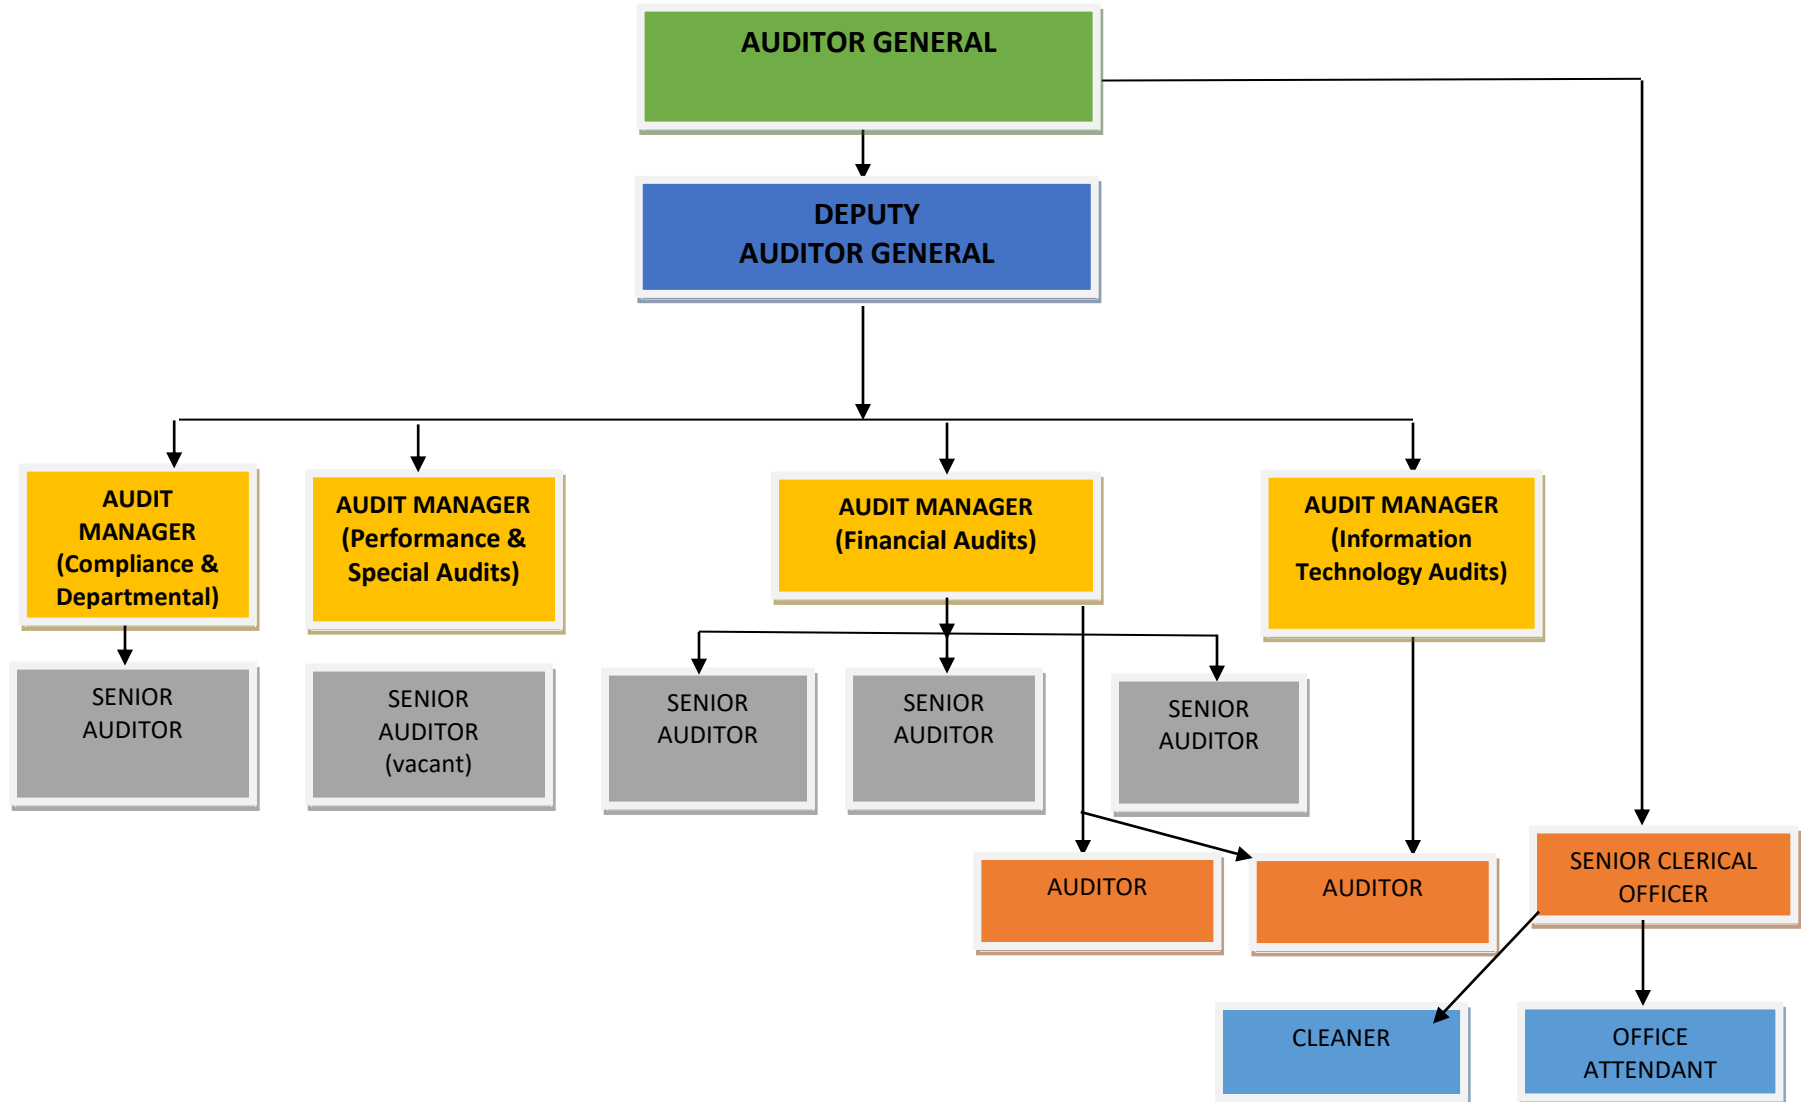 AUDITOR GENERAL
DEPUTY
AUDITOR GENERAL
AUDIT
MANAGER
(Compliance &
Departmental)
AUDIT MANAGER
(Performance &
Special Audits)
AUDIT MANAGER
(Financial Audits)
AUDIT MANAGER
(Information
Technology Audits)
SENIOR
AUDITOR
SENIOR
AUDITOR
(vacant)
SENIOR
AUDITOR
SENIOR
AUDITOR
SENIOR
AUDITOR
AUDITOR
AUDITOR
SENIOR CLERICAL
OFFICER
CLEANER
OFFICE
ATTENDANT